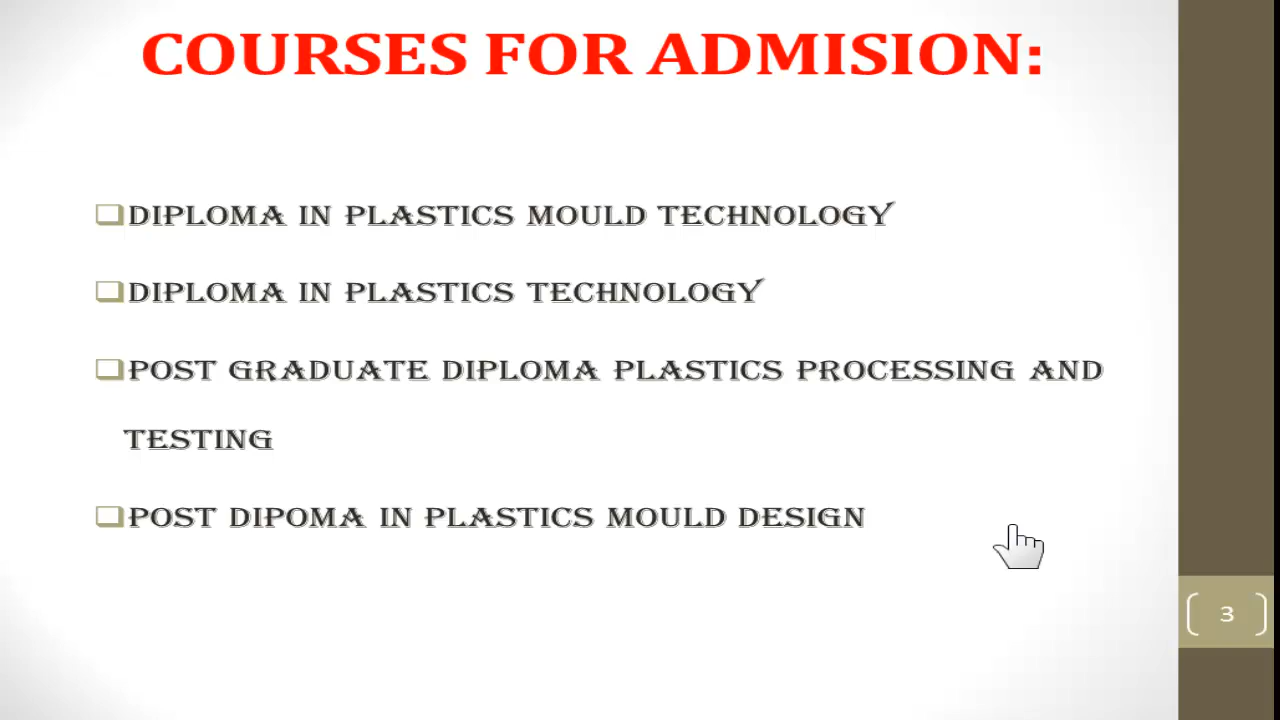 COURSES FOR ADMISION:
DIPLOMA IN PLASTICS MOULD TECHNOLOGY
DIPLOMA IN PLASTICS TECHNOLOGY
POST GRADUATE DIPLOMA PLASTICS PROCESSING AND
TESTING
POST DIPOMA IN PLASTICS MOULD DESIGN
3